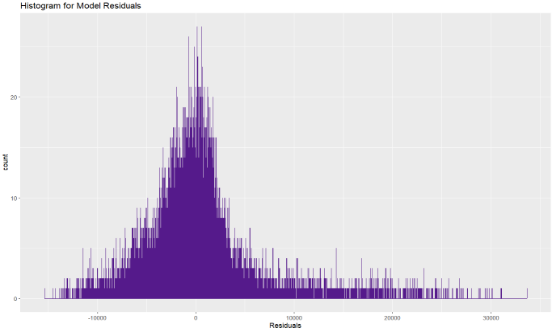 Histogram for Model Residuals
count
20
10
0
-10000 0 10000 20000 30000
Residuals